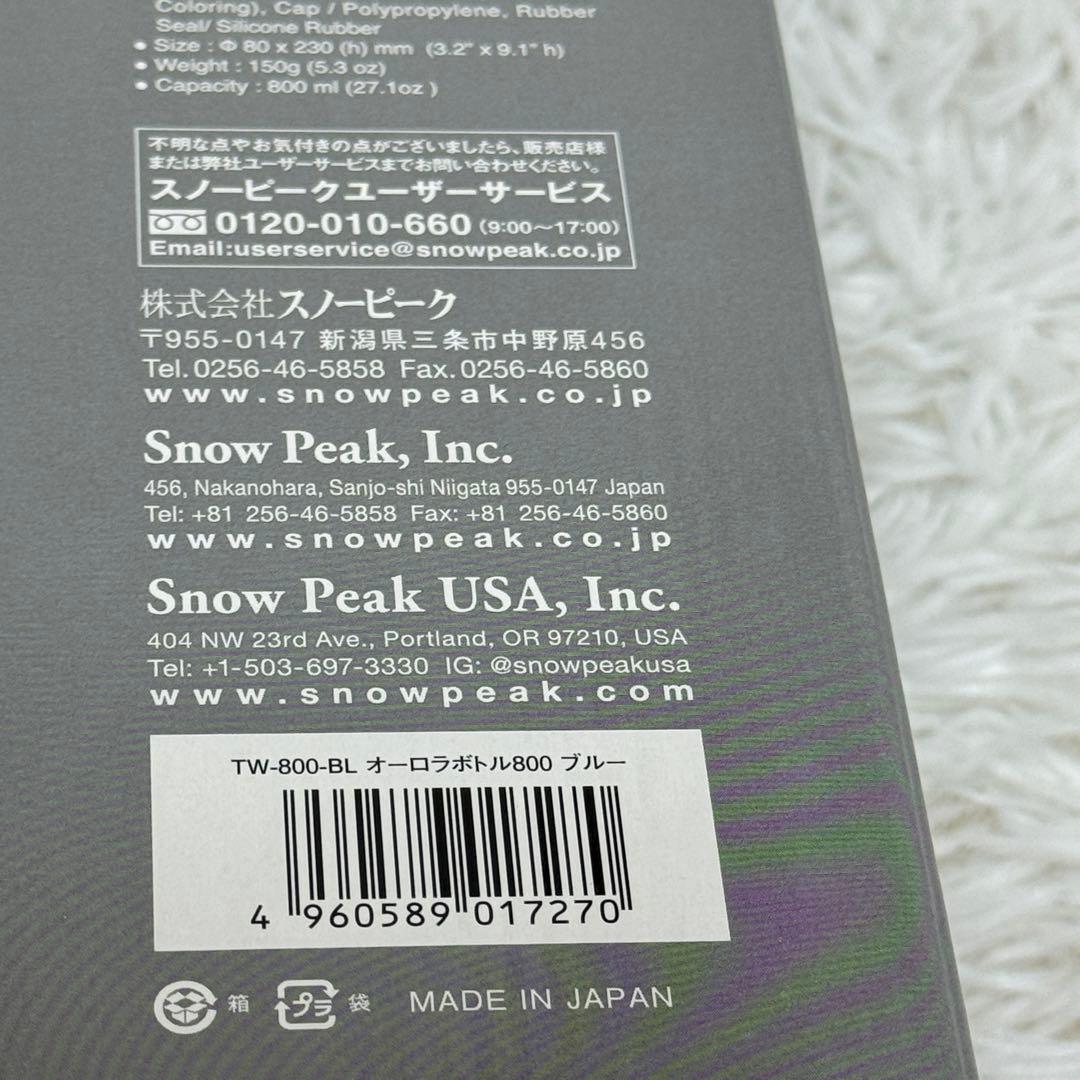 Coloring), Cap / Polypropylene, Rubber
Seal/ Silicone Rubber
● Size : Φ 80 x 230 (h) mm (3.2" x 9.1" h)
● Weight : 150g (5.3 oz)
● Capacity : 800 ml (27.1oz )
不明な点やお気付きの点がございましたら、販売店様
または弊社ユーザーサービスまでお問い合わせください。
スノーピークユーザーサービス
0120-010-660 (9:00〜17:00)
Email:userservice@snowpeak.co.jp
株式会社スノーピーク
〒955-0147 新潟県三条市中野原456
Tel.0256-46-5858 Fax.0256-46-5860
www.snowpeak.co.jp
Snow Peak, Inc.
456, Nakanohara, Sanjo-shi Niigata 955-0147 Japan
Tel: +81 256-46-5858 Fax: +81 256-46-5860
www.snowpeak.co.jp
Snow Peak USA, Inc.
404 NW 23rd Ave., Portland, OR 97210, USA
Tel: +1-503-697-3330 IG: @snowpeakusa
www.snowpeak.com
TW-800-BL オーロラボトル800 ブルー
4 960589 017270
箱 プラ 袋 MADE IN JAPAN